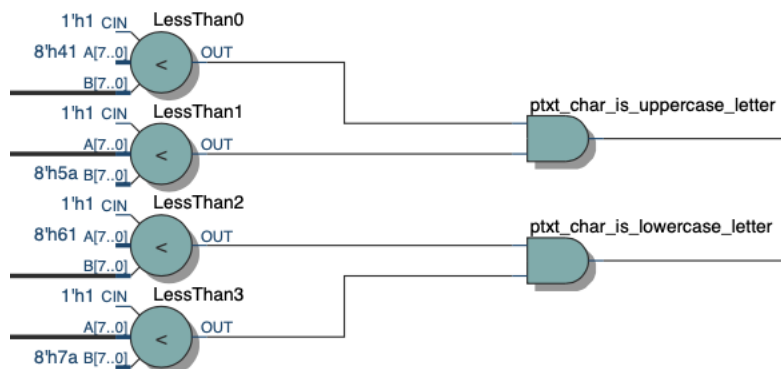 1'h1 CIN LessThan0
8'h41 A[7..0] < OUT
B[7..0] ptxt_char_is_uppercase_letter
1'h1 CIN LessThan1
A[7..0] < OUT
8'h5a B[7..0]
1'h1 CIN LessThan2
8'h61 A[7..0] < OUT ptxt_char_is_lowercase_letter
B[7..0]
1'h1 CIN LessThan3
A[7..0] < OUT
8'h7a B[7..0]